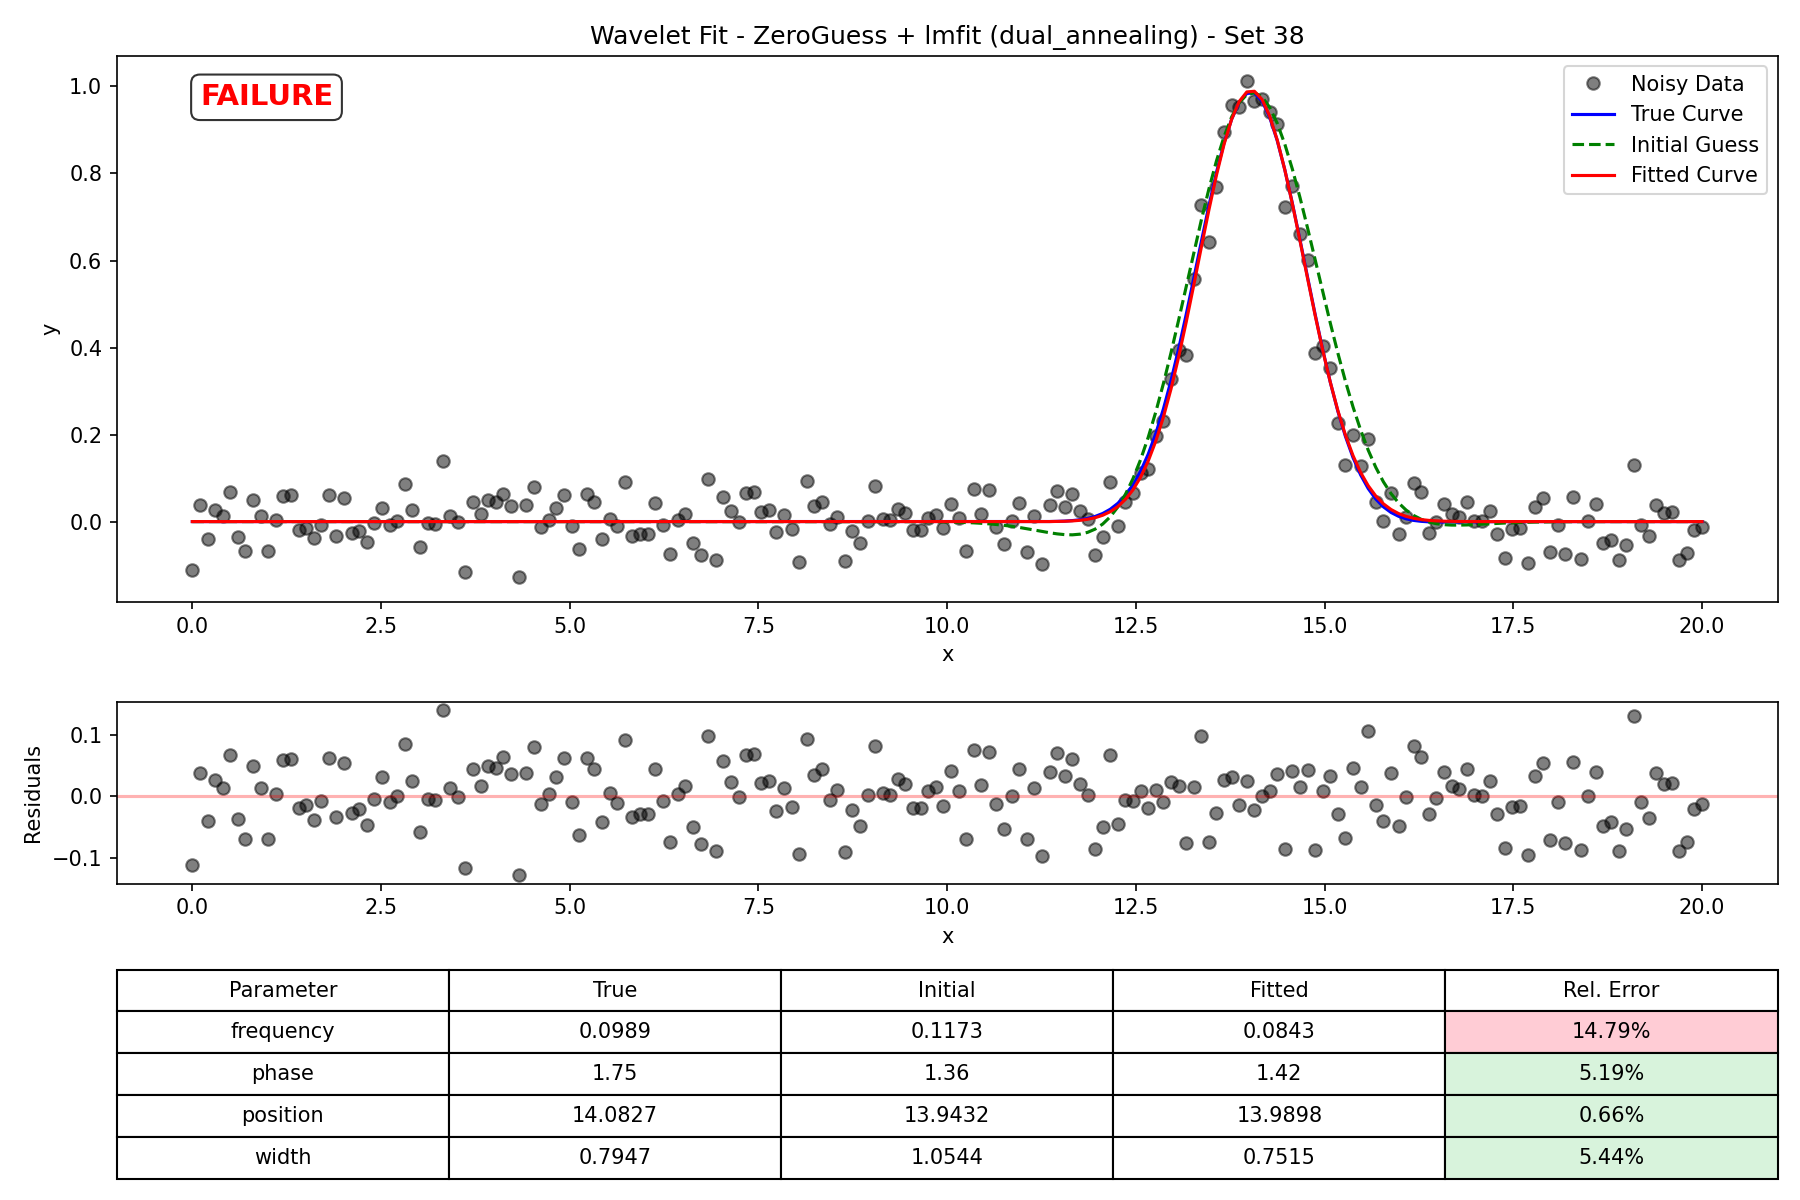 Wavelet Fit - ZeroGuess + lmfit (dual_annealing) - Set 38
FAILURE
Noisy Data
True Curve
Initial Guess
Fitted Curve
y
1.0
0.8
0.6
0.4
0.2
0.0
0.0 2.5 5.0 7.5 10.0 12.5 15.0 17.5 20.0
x
Residuals
0.1
0.0
−0.1
0.0 2.5 5.0 7.5 10.0 12.5 15.0 17.5 20.0
x
Parameter True Initial Fitted Rel. Error
frequency 0.0989 0.1173 0.0843 14.79%
phase 1.75 1.36 1.42 5.19%
position 14.0827 13.9432 13.9898 0.66%
width 0.7947 1.0544 0.7515 5.44%